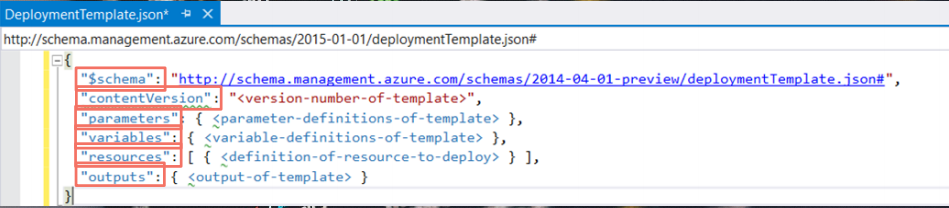 DeploymentTemplate.json*
http://schema.management.azure.com/schemas/2015-01-01/deploymentTemplate.json#
{
"$schema": "http://schema.management.azure.com/schemas/2014-04-01-preview/deploymentTemplate.json#",
"contentVersion": "<version-number-of-template>",
"parameters": { <parameter-definitions-of-template> },
"variables": { <variable-definitions-of-template> },
"resources": [ { <definition-of-resource-to-deploy> } ],
"outputs": { <output-of-template> }
}